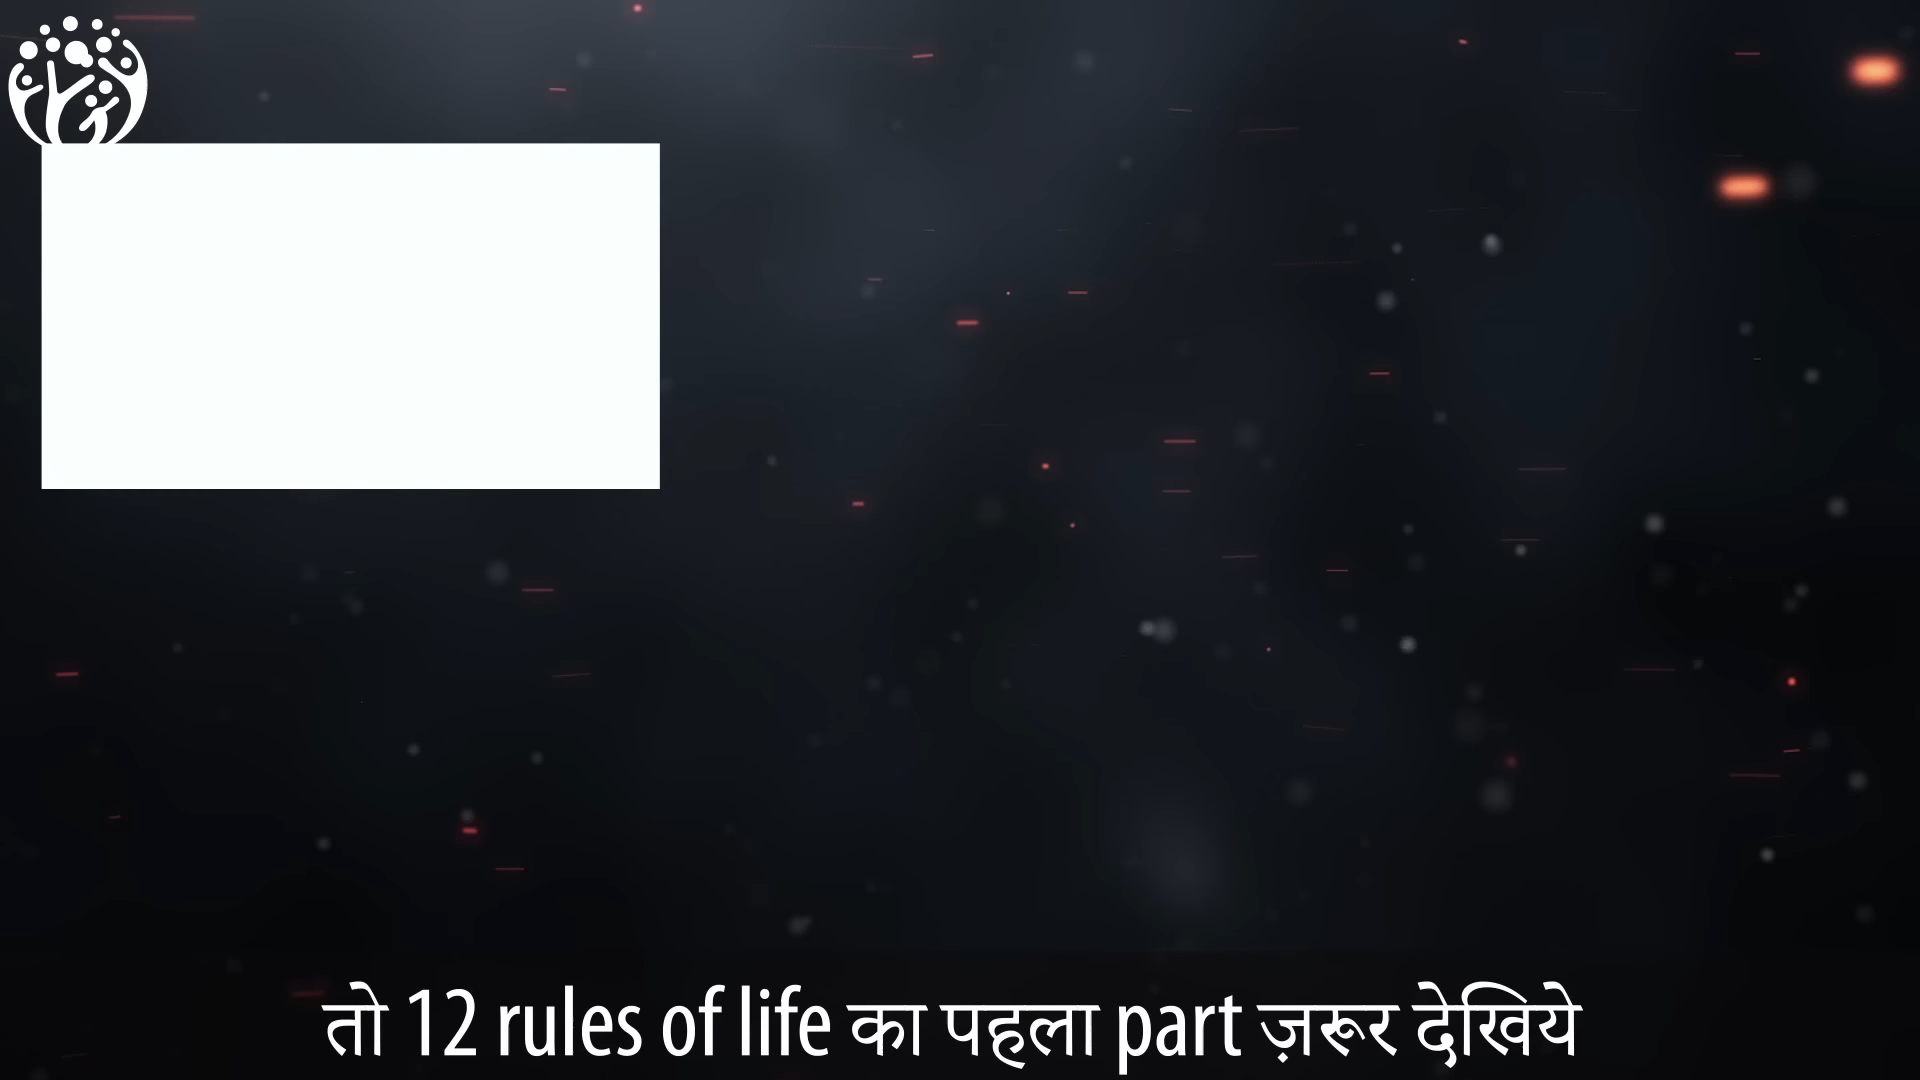 तो 12 rules of life का पहला part ज़रूर देखिये